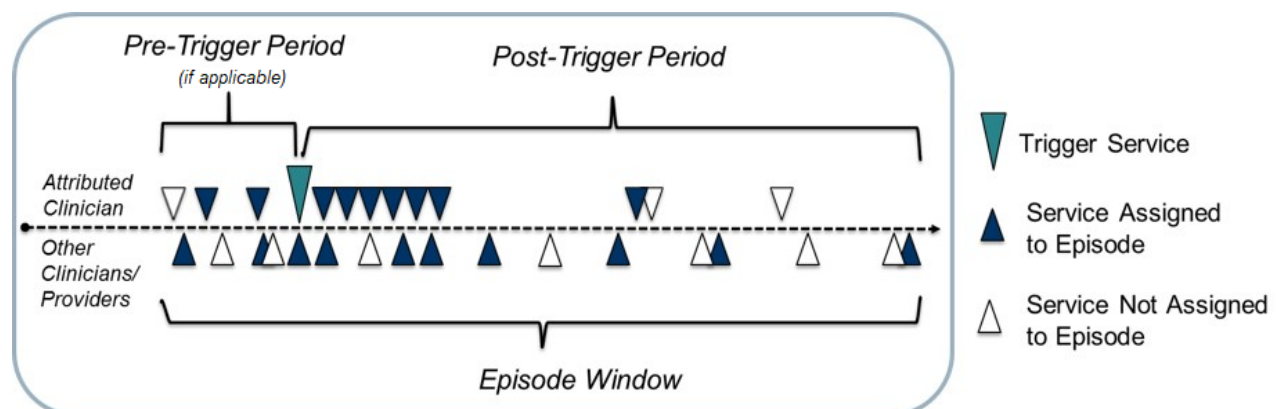 Pre-Trigger Period
(if applicable)
Post-Trigger Period
Attributed
Clinician
Other
Clinicians/
Providers
Episode Window
Trigger Service
Service Assigned
to Episode
Service Not Assigned
to Episode